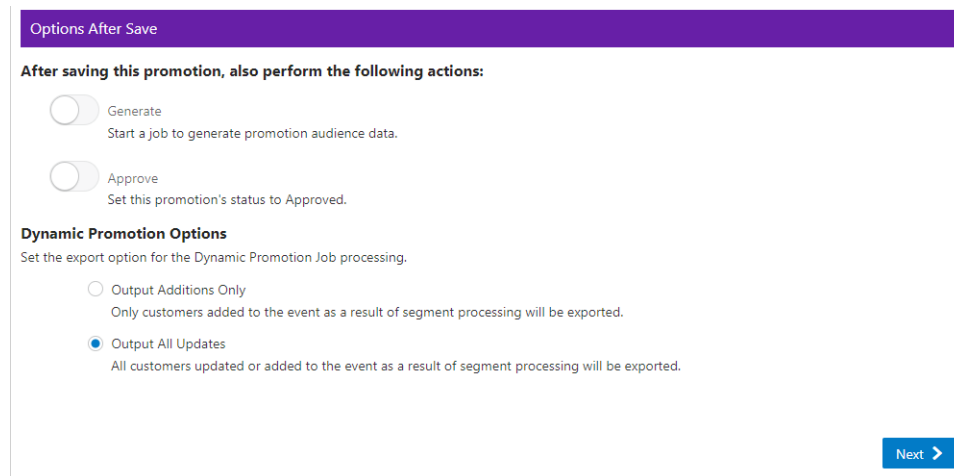 Options After Save
After saving this promotion, also perform the following actions:
Generate
Start a job to generate promotion audience data.
Approve
Set this promotion's status to Approved.
Dynamic Promotion Options
Set the export option for the Dynamic Promotion Job processing.
Output Additions Only
Only customers added to the event as a result of segment processing will be exported.
Output All Updates
All customers updated or added to the event as a result of segment processing will be exported.
Next